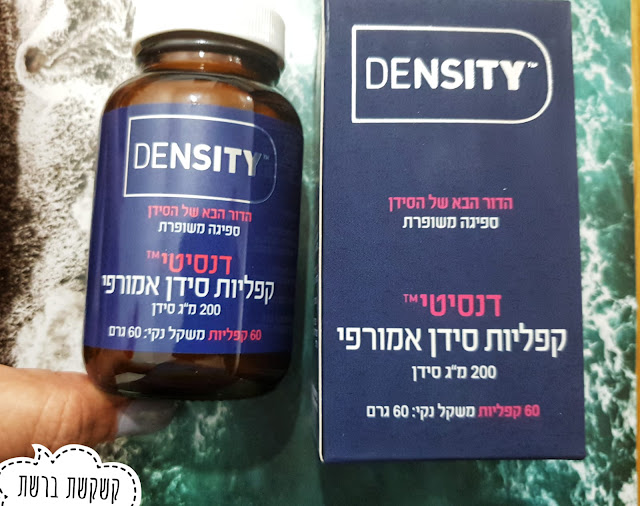 DENSITY™
הדור הבא של הסידן
ספיגה משופרת
דנסיטי™
קפליות סידן אמורפי
200 מ"ג סידן
60 קפליות משקל נקי: 60 גרם
DENSITY™
הדור הבא של הסידן
ספיגה משופרת
דנסיטי™
קפליות סידן אמורפי
200 מ"ג סידן
60 קפליות משקל נקי: 60 גרם
קשקשת ברשת